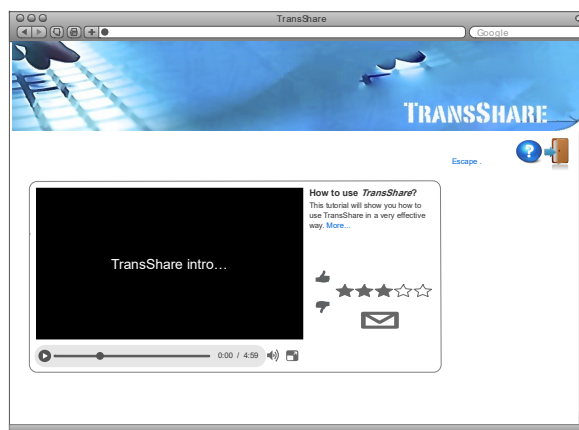 TransShare
Google
TRANSSHARE
Escape .
?
How to use TransShare?
This tutorial will show you how to
use TransShare in a very effective
way. More...
TransShare intro...
0:00 / 4:59